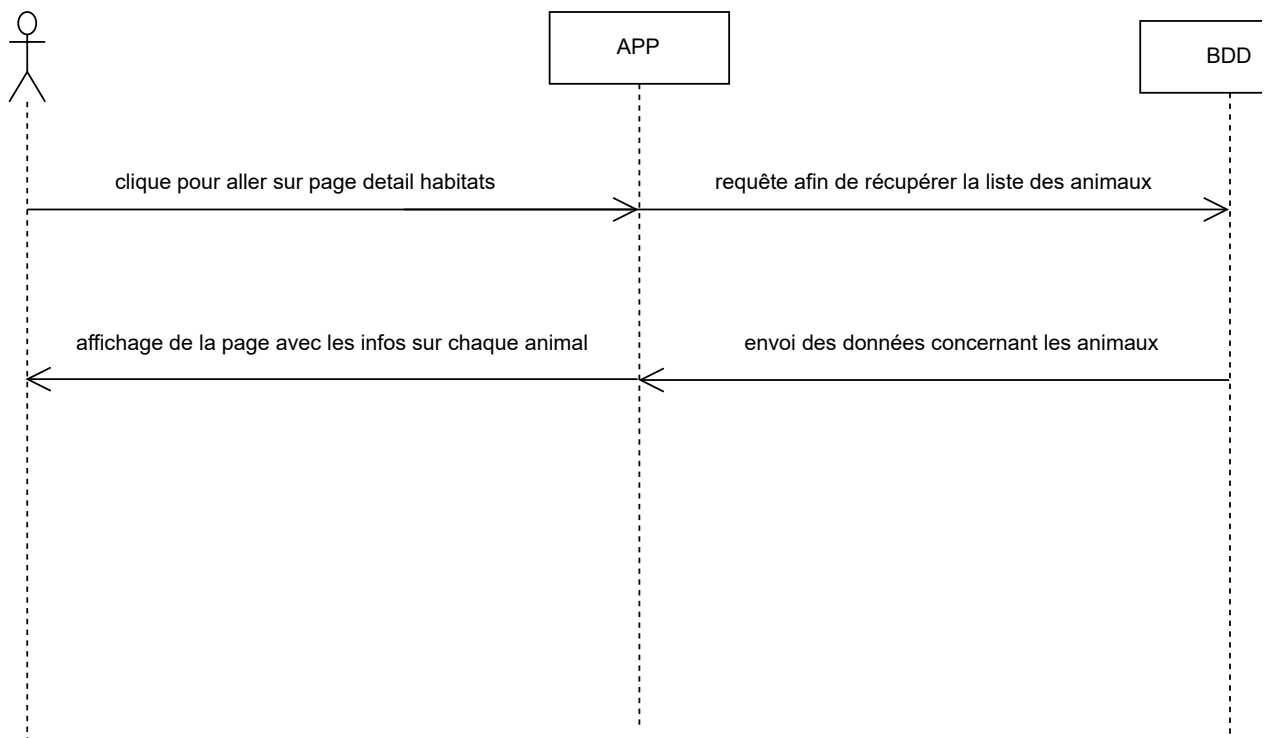 APP
BDD
clique pour aller sur page detail habitats
requête afin de récupérer la liste des animaux
affichage de la page avec les infos sur chaque animal
envoi des données concernant les animaux